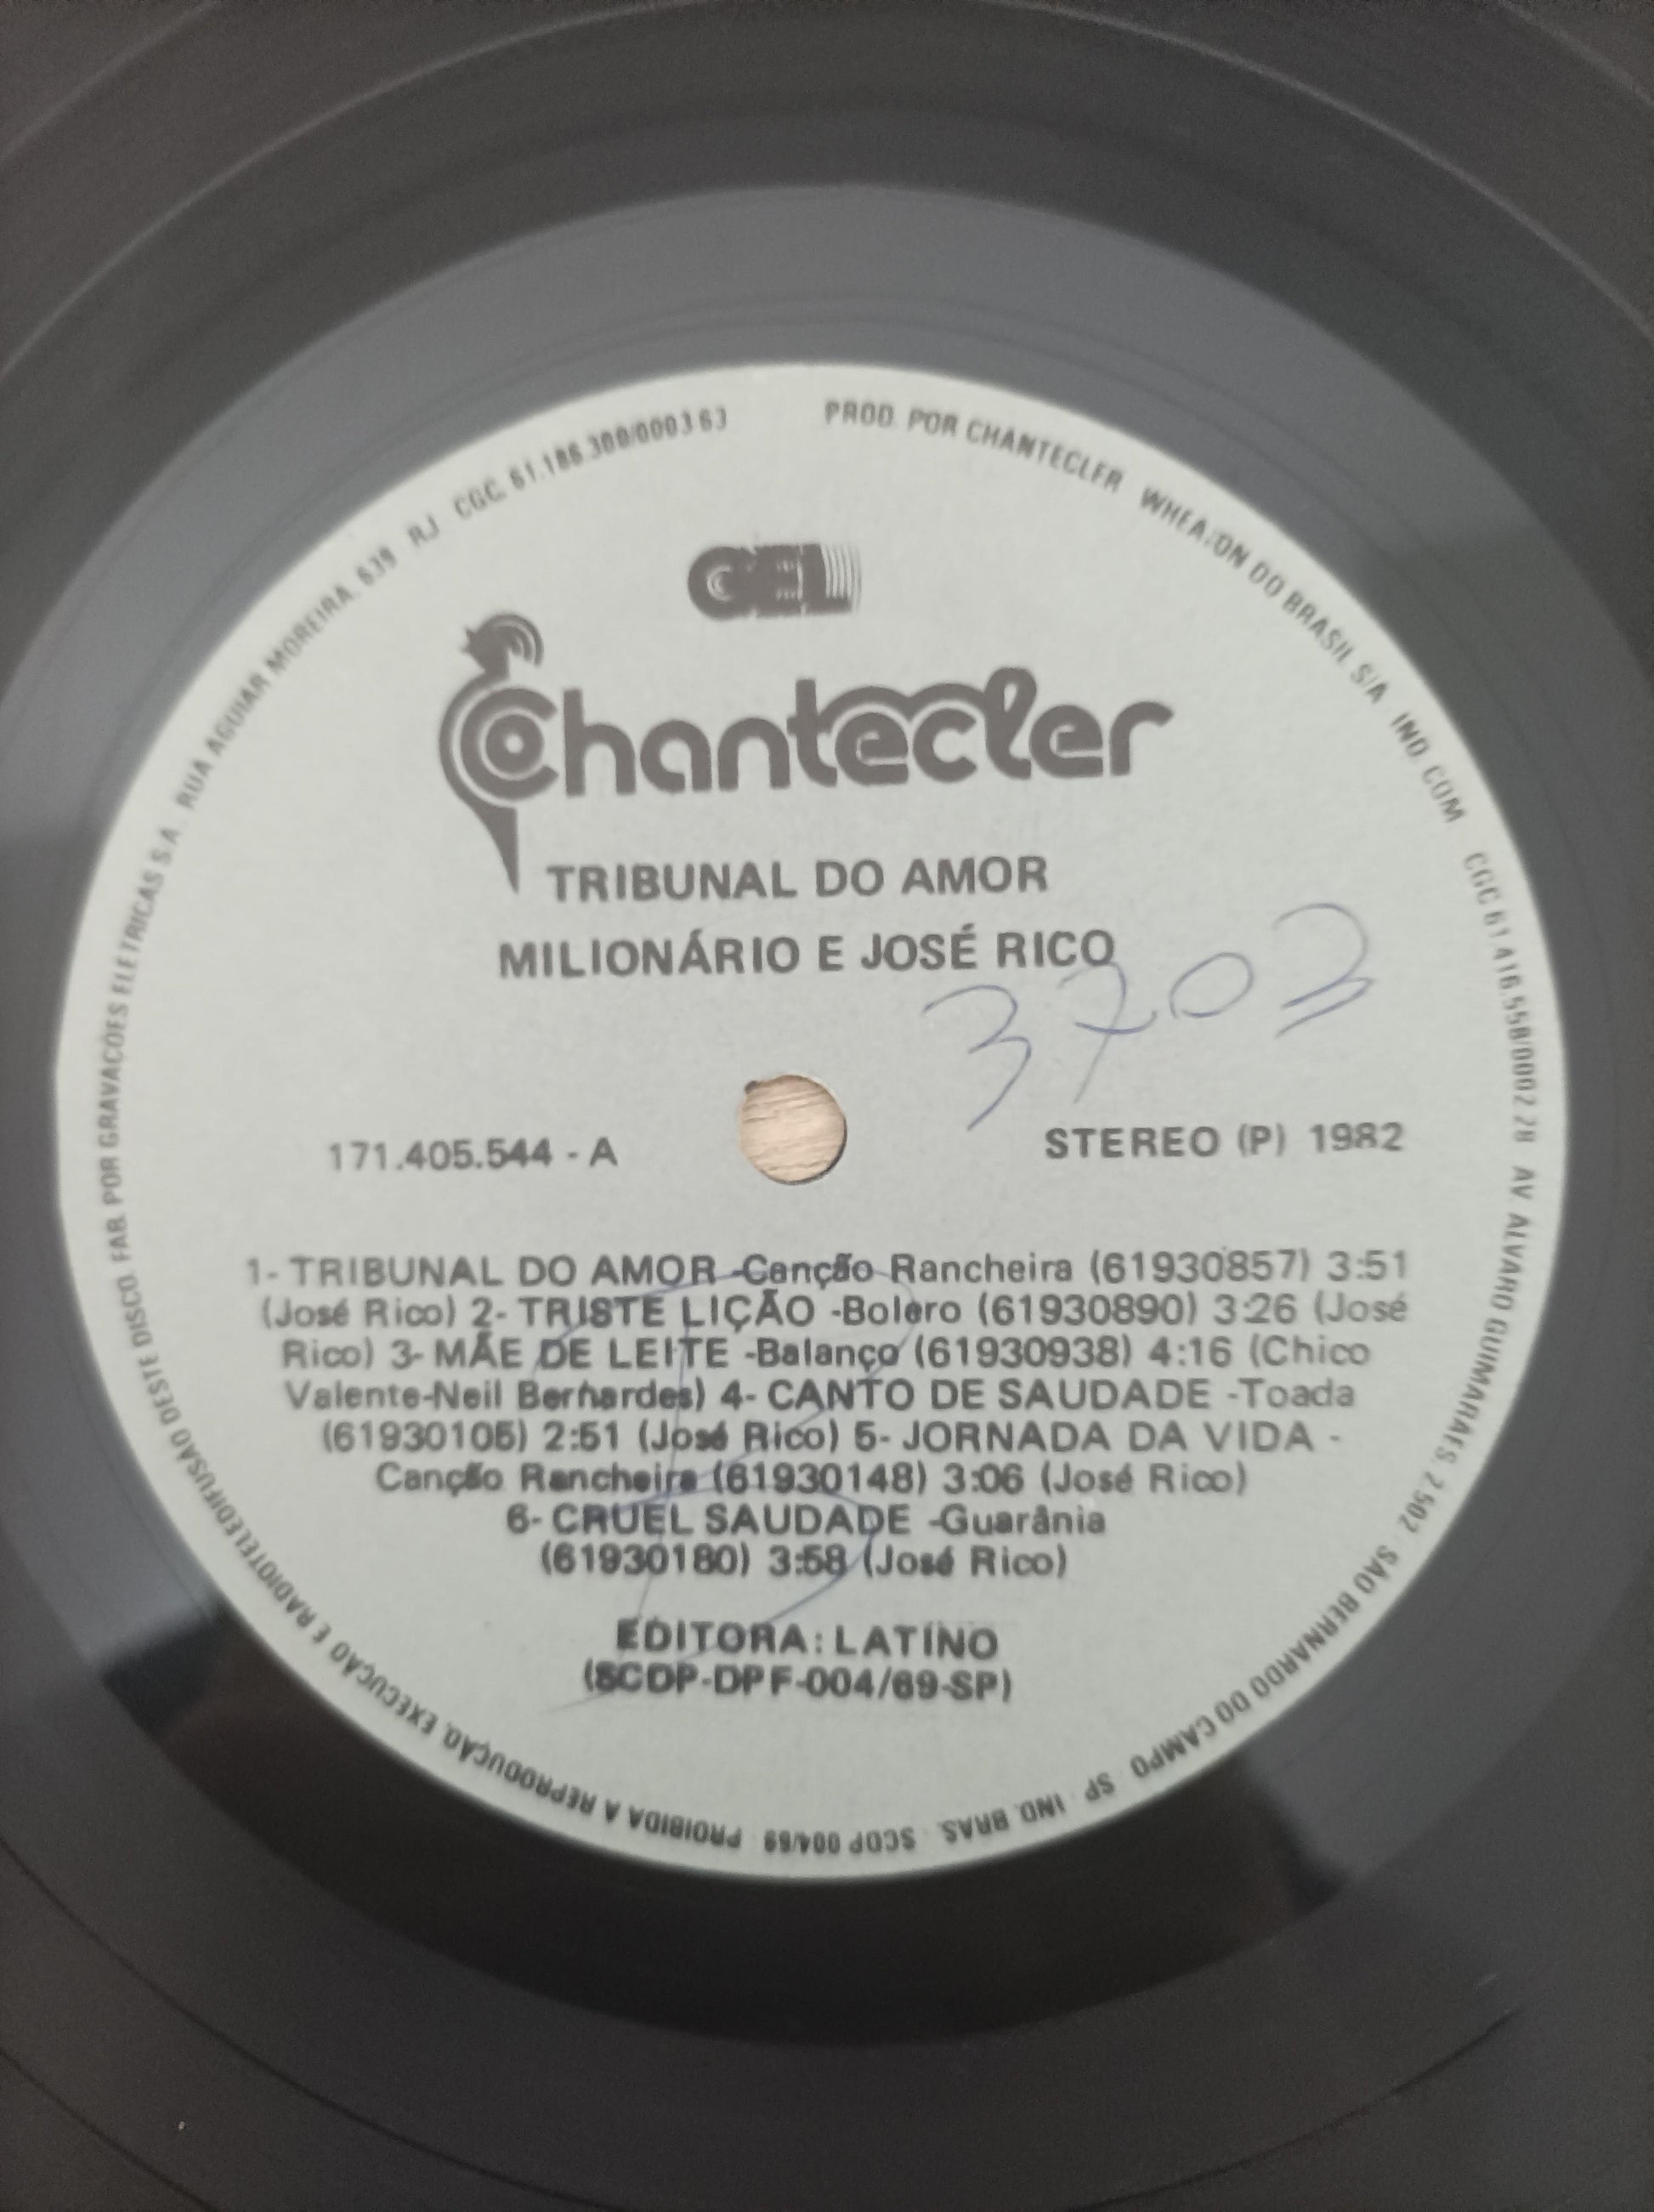 GEL
Chantecler
TRIBUNAL DO AMOR
MILIONÁRIO E JOSÉ RICO
3703
171.405.544 - A
STEREO (P) 1982
1- TRIBUNAL DO AMOR -Canção Rancheira (61930857) 3:51
(José Rico) 2- TRISTE LIÇÃO -Bolero (61930890) 3:26 (José
Rico) 3- MÃE DE LEITE -Balanço (61930938) 4:16 (Chico
Valente-Neil Bernardes) 4- CANTO DE SAUDADE -Toada
(61930105) 2:51 (José Rico) 5- JORNADA DA VIDA -
Canção Rancheira (61930148) 3:06 (José Rico)
6- CRUEL SAUDADE -Guarânia
(61930180) 3:58 (José Rico)
EDITORA: LATINO
(SCDP-DPF-004/69-SP)
PROD. POR CHANTECLER WHEATON DO BRASIL S/A. IND. COM CGC 61.416.558/0002 28 AV ALVARO GUIMARAES, 2 502 SÃO BERNARDO DO CAMPO SP IND. BRAS. SCDP 004/69 PROIBIDA A REPRODUÇÃO, EXECUÇÃO E RADIOTELEDIFUSÃO DESTE DISCO. FAB. POR GRAVACOES ELETRICAS S.A. RUA AGUIAR MOREIRA, 639 RJ CGC. 61.186.300/000363